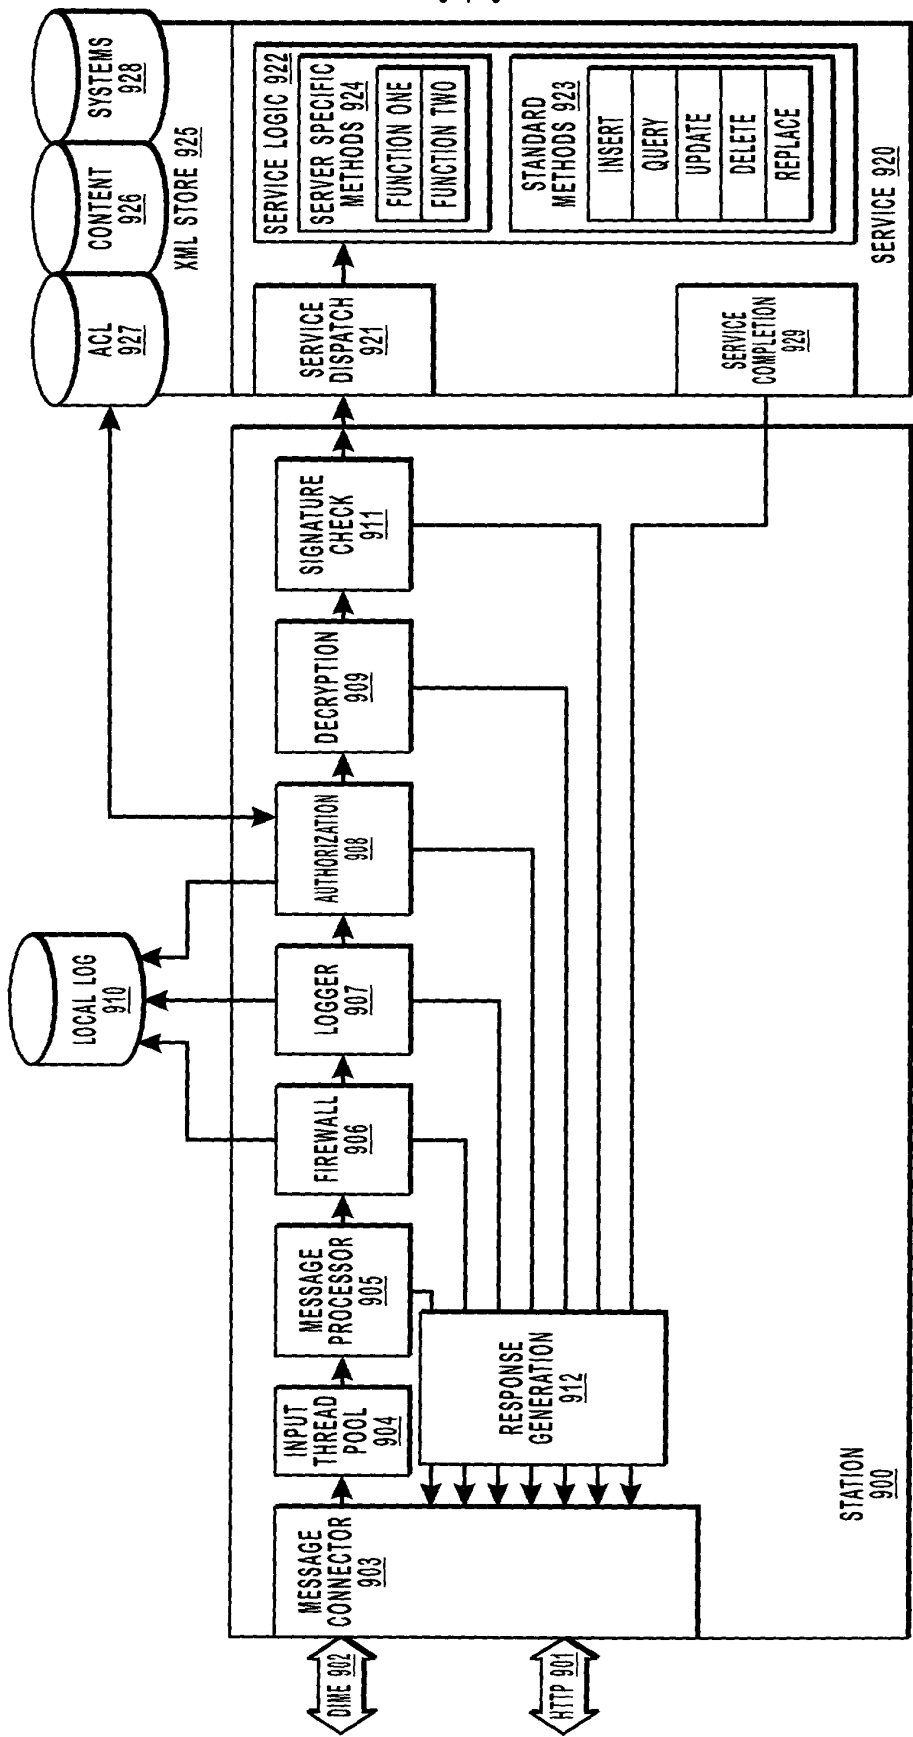 DIME 902
HTTP 901
MESSAGE
CONNECTOR
903
INPUT
THREAD
POOL
904
MESSAGE
PROCESSOR
905
FIREWALL
906
LOGGER
907
AUTHORIZATION
908
DECRYPTION
909
SIGNATURE
CHECK
911
LOCAL LOG
910
RESPONSE
GENERATION
912
STATION
900
ACL
927
CONTENT
926
SYSTEMS
928
XML STORE 925
SERVICE
DISPATCH
921
SERVICE
COMPLETION
929
SERVICE LOGIC 922
SERVER SPECIFIC
METHODS 924
FUNCTION ONE
FUNCTION TWO
STANDARD
METHODS 923
INSERT
QUERY
UPDATE
DELETE
REPLACE
SERVICE 920